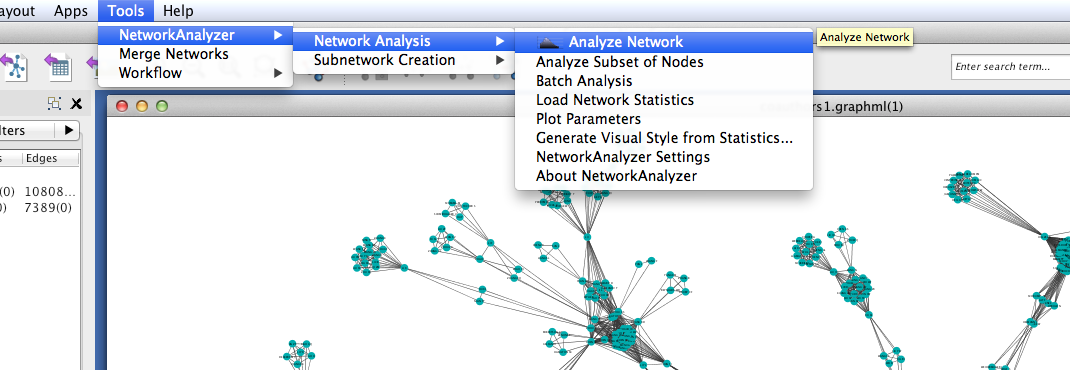 ayout Apps Tools Help
NetworkAnalyzer
Merge Networks
Workflow
Network Analysis
Subnetwork Creation
Analyze Network
Analyze Subset of Nodes
Batch Analysis
Load Network Statistics
Plot Parameters
Generate Visual Style from Statistics...
NetworkAnalyzer Settings
About NetworkAnalyzer
Analyze Network
Enter search term...
rs1.graphml(1)
lters
s Edges
(0) 10808...
0) 7389(0)